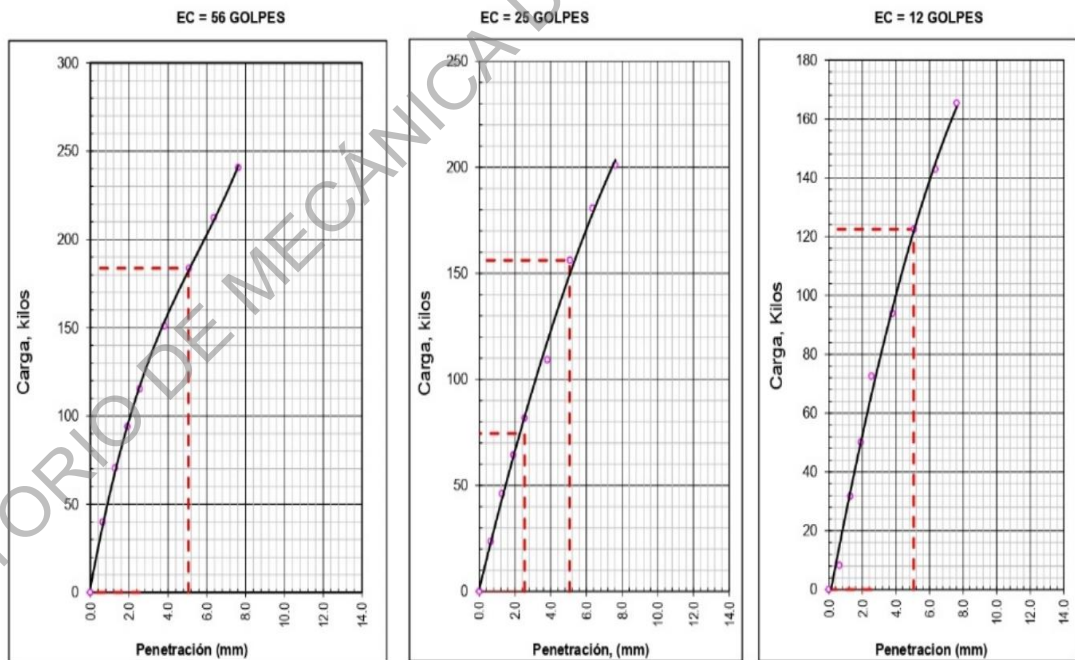 EC = 56 GOLPES
EC = 25 GOLPES
EC = 12 GOLPES
Carga, kilos
300
250
200
150
100
50
0
0.0 2.0 4.0 6.0 8.0 10.0 12.0 14.0
Penetración (mm)
Carga, kilos
250
200
150
100
50
0
0.0 2.0 4.0 6.0 8.0 10.0 12.0 14.0
Penetración, (mm)
Carga, Kilos
180
160
140
120
100
80
60
40
20
0
0.0 2.0 4.0 6.0 8.0 10.0 12.0 14.0
Penetracion (mm)
TORIO DE MECÁNICA D